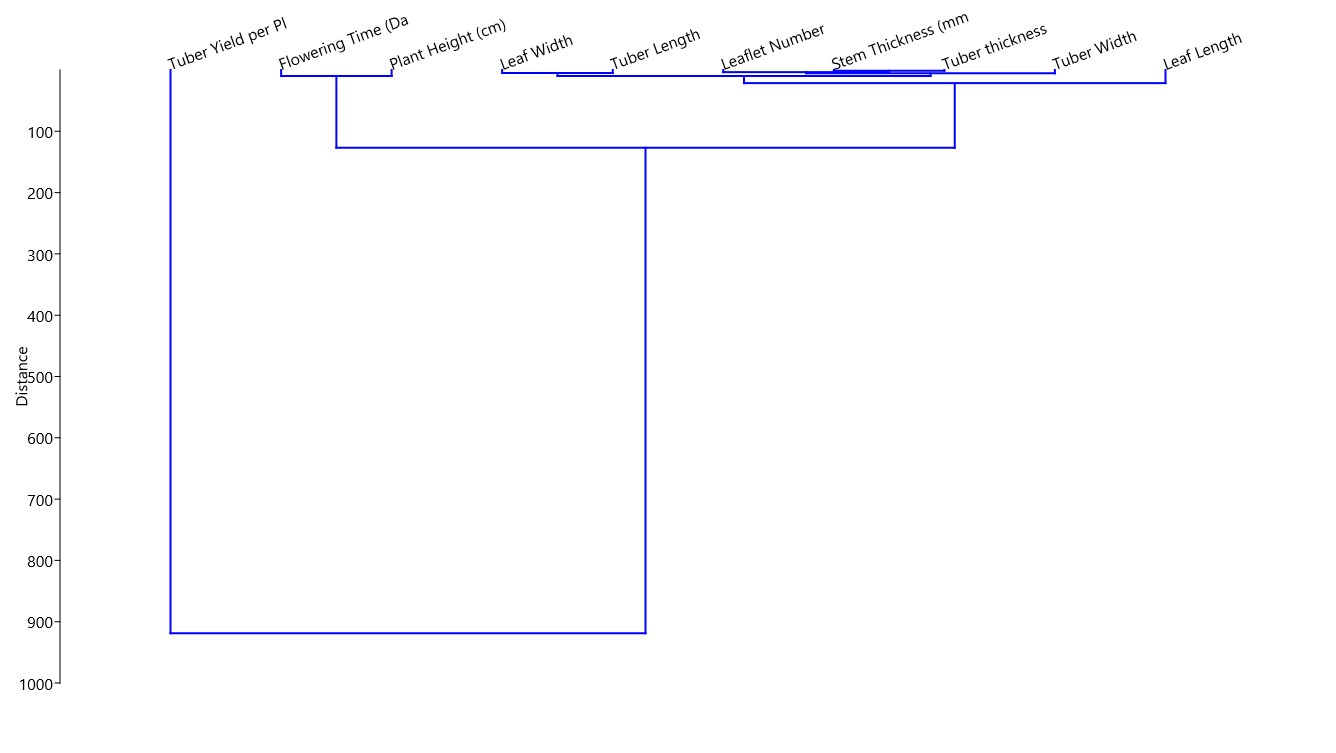 Tuber Yield per Pl
Flowering Time (Da
Plant Height (cm)
Leaf Width
Tuber Length
Leaflet Number
Stem Thickness (mm
Tuber thickness
Tuber Width
Leaf Length
100
200
300
400
500
600
700
800
900
1000
Distance